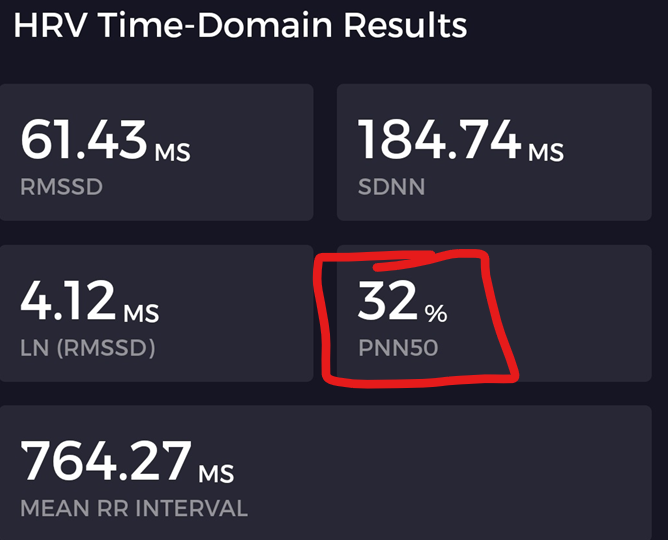 HRV Time-Domain Results
61.43 MS
RMSSD
184.74 MS
SDNN
4.12 MS
LN (RMSSD)
32 %
PNN50
764.27 MS
MEAN RR INTERVAL